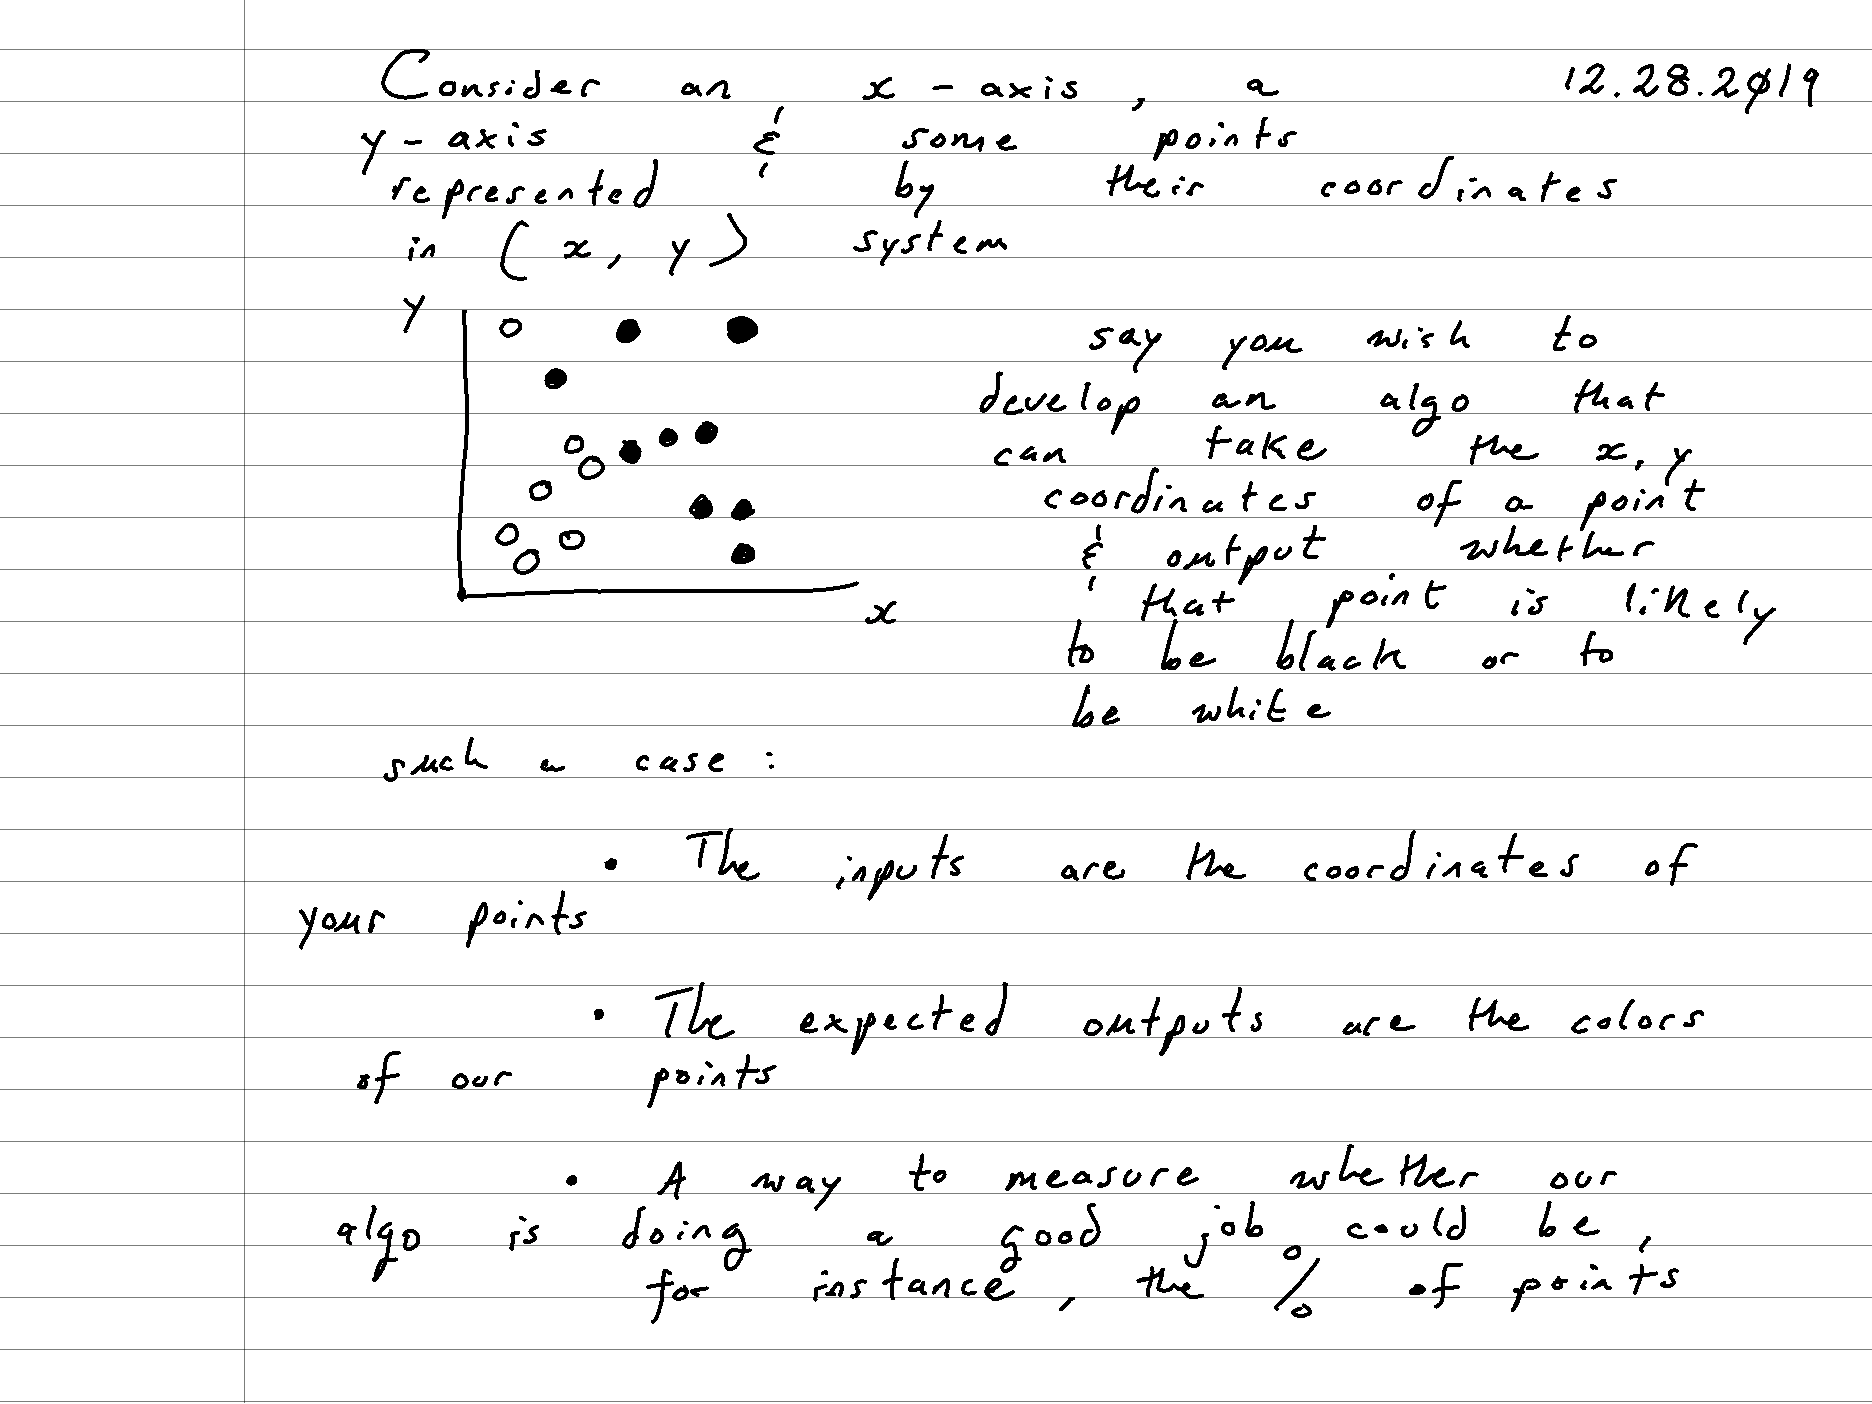 Consider an x-axis, a 12.28.2019
y-axis & some points
represented by their coordinates
in (x, y) system
y
say you wish to
develop an algo that
can take the x, y
coordinates of a point
& output whether
that point is likely
to be black or to
be white
x
such a case:
• The inputs are the coordinates of
your points
• The expected outputs are the colors
of our points
• A way to measure whether our
algo is doing a good job could be,
for instance, the % of points